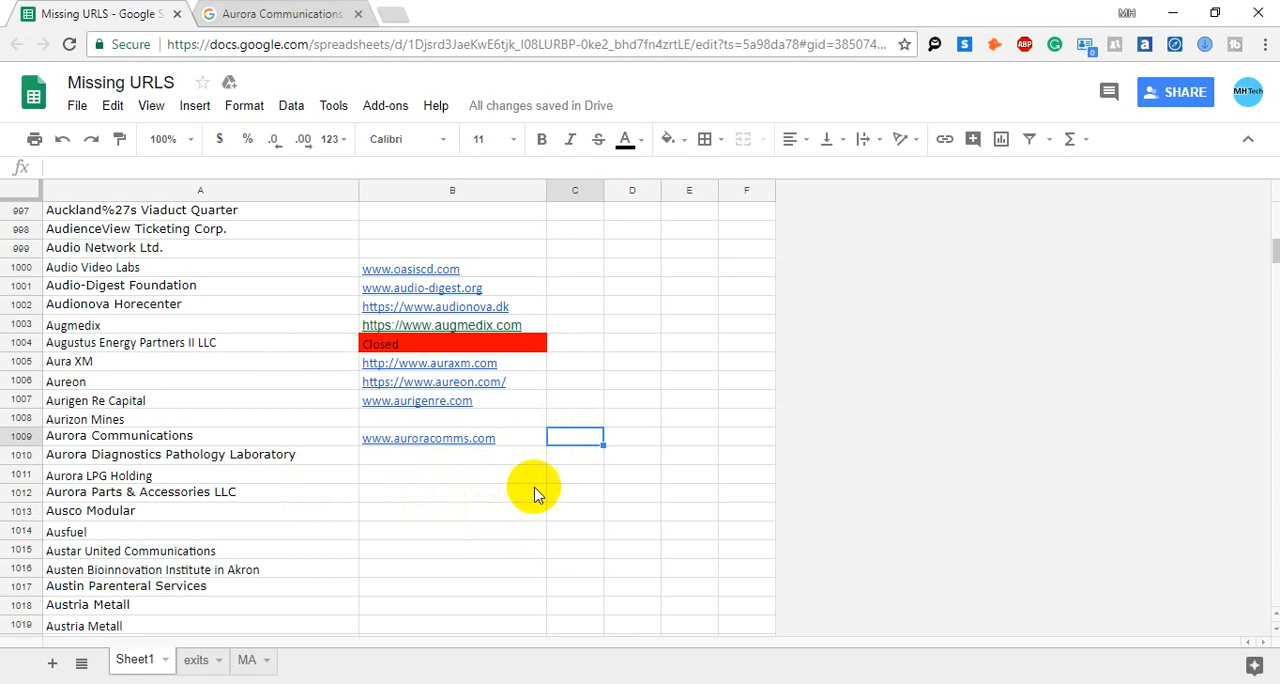 Missing URLS - Google S
Aurora Communications
MH
Secure
https://docs.google.com/spreadsheets/d/1Djsrd3JaeKwE6tjk_I08LURBP-0ke2_bhd7fn4zrtLE/edit?ts=5a98da78#gid=385074...
Missing URLS
File Edit View Insert Format Data Tools Add-ons Help All changes saved in Drive
SHARE
MH Tech
100% $ % .0 .00 123 Calibri 11 B I S A Σ
fx
A B C D E F
997 Auckland%27s Viaduct Quarter
998 AudienceView Ticketing Corp.
999 Audio Network Ltd.
1000 Audio Video Labs www.oasiscd.com
1001 Audio-Digest Foundation www.audio-digest.org
1002 Audionova Horecenter https://www.audionova.dk
1003 Augmedix https://www.augmedix.com
1004 Augustus Energy Partners II LLC Closed
1005 Aura XM http://www.auraxm.com
1006 Aureon https://www.aureon.com/
1007 Aurigen Re Capital www.aurigenre.com
1008 Aurizon Mines
1009 Aurora Communications www.auroracomms.com
1010 Aurora Diagnostics Pathology Laboratory
1011 Aurora LPG Holding
1012 Aurora Parts & Accessories LLC
1013 Ausco Modular
1014 Ausfuel
1015 Austar United Communications
1016 Austen Bioinnovation Institute in Akron
1017 Austin Parenteral Services
1018 Austria Metall
1019 Austria Metall
Sheet1 exits MA